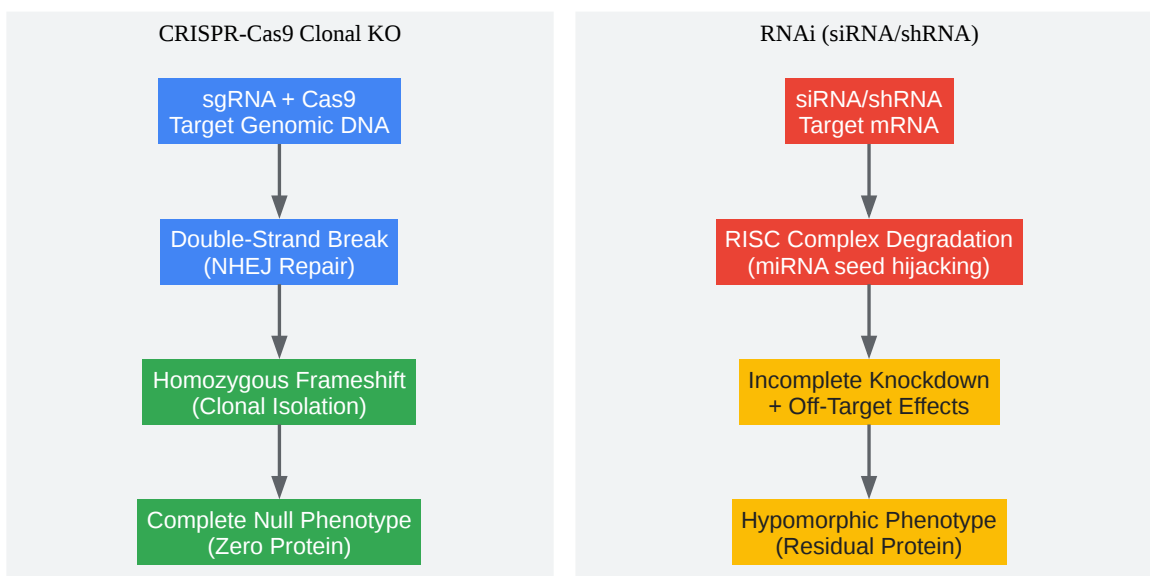 CRISPR-Cas9 Clonal KO
sgRNA + Cas9
Target Genomic DNA
Double-Strand Break
(NHEJ Repair)
Homozygous Frameshift
(Clonal Isolation)
Complete Null Phenotype
(Zero Protein)
RNAi (siRNA/shRNA)
siRNA/shRNA
Target mRNA
RISC Complex Degradation
(miRNA seed hijacking)
Incomplete Knockdown
+ Off-Target Effects
Hypomorphic Phenotype
(Residual Protein)